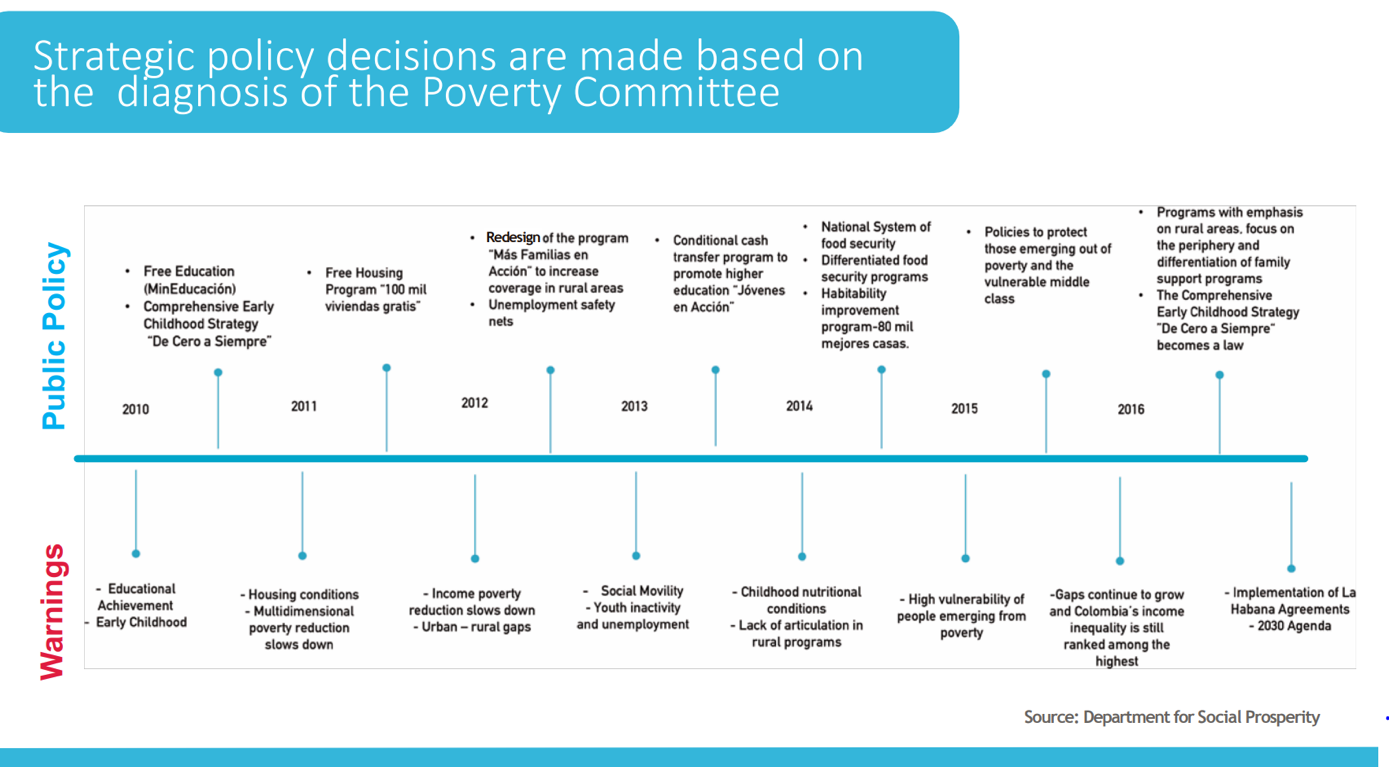 Strategic policy decisions are made based on
the diagnosis of the Poverty Committee
Public Policy
• Free Education
(MinEducación)
• Comprehensive Early
Childhood Strategy
“De Cero a Siempre”
• Free Housing
Program “100 mil
viviendas gratis”
• Redesign of the program
“Más Familias en
Acción” to increase
coverage in rural areas
• Unemployment safety
nets
• Conditional cash
transfer program to
promote higher
education “Jóvenes
en Acción”
• National System of
food security
• Differentiated food
security programs
• Habitability
improvement
program-80 mil
mejores casas.
• Policies to protect
those emerging out of
poverty and the
vulnerable middle
class
• Programs with emphasis
on rural areas, focus on
the periphery and
differentiation of family
support programs
• The Comprehensive
Early Childhood Strategy
“De Cero a Siempre”
becomes a law
2010
2011
2012
2013
2014
2015
2016
Warnings
- Educational
Achievement
- Early Childhood
- Housing conditions
- Multidimensional
poverty reduction
slows down
- Income poverty
reduction slows down
- Urban – rural gaps
- Social Movility
- Youth inactivity
and unemployment
- Childhood nutritional
conditions
- Lack of articulation in
rural programs
- High vulnerability of
people emerging from
poverty
-Gaps continue to grow
and Colombia's income
inequality is still
ranked among the
highest
- Implementation of La
Habana Agreements
- 2030 Agenda
Source: Department for Social Prosperity